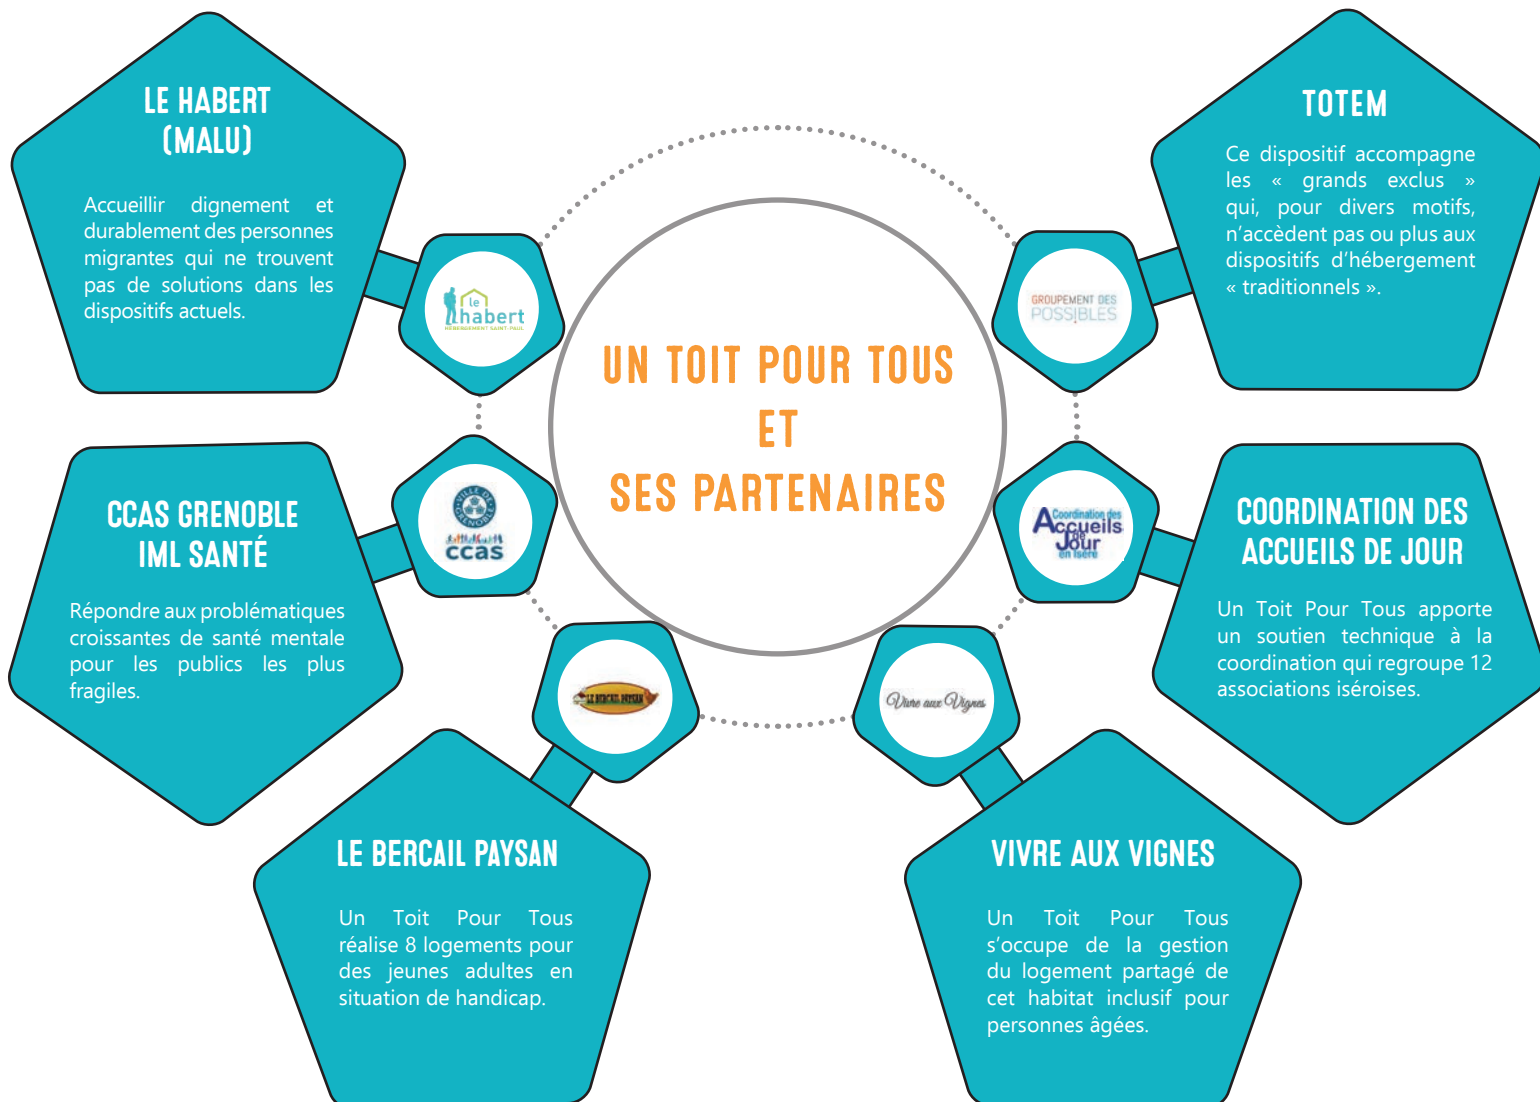 LE HABERT
(MALU)
Accueillir dignement et
durablement des personnes
migrantes qui ne trouvent
pas de solutions dans les
dispositifs actuels.
le
habert
HÉBERGEMENT SAINT-PAUL
TOTEM
Ce dispositif accompagne
les « grands exclus »
qui, pour divers motifs,
n’accèdent pas ou plus aux
dispositifs d’hébergement
« traditionnels ».
GROUPEMENT DES
POSSIBLES
UN TOIT POUR TOUS
ET
SES PARTENAIRES
CCAS GRENOBLE
IML SANTÉ
Répondre aux problématiques
croissantes de santé mentale
pour les publics les plus
fragiles.
VILLE DE
GRENOBLE
ccas
COORDINATION DES
ACCUEILS DE JOUR
Un Toit Pour Tous apporte
un soutien technique à la
coordination qui regroupe 12
associations iséroises.
Coordination des
Accueils
de
Jour
en Isère
LE BERCAIL PAYSAN
LE BERCAIL PAYSAN
Un Toit Pour Tous
réalise 8 logements pour
des jeunes adultes en
situation de handicap.
Vivre aux Vignes
VIVRE AUX VIGNES
Un Toit Pour Tous
s’occupe de la gestion
du logement partagé de
cet habitat inclusif pour
personnes âgées.